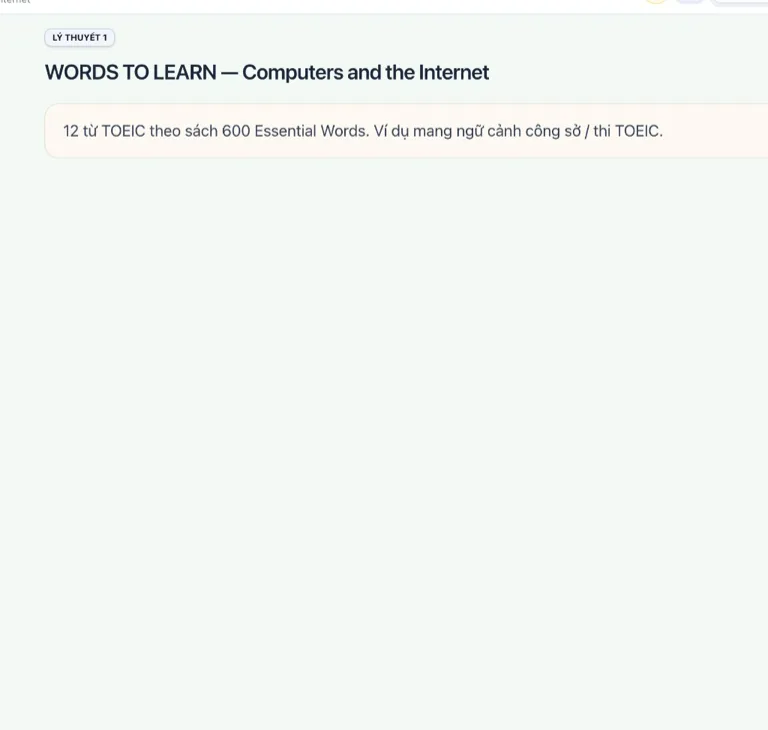 LÝ THUYẾT 1
WORDS TO LEARN — Computers and the Internet
12 từ TOEIC theo sách 600 Essential Words. Ví dụ mang ngữ cảnh công sở / thi TOEIC.